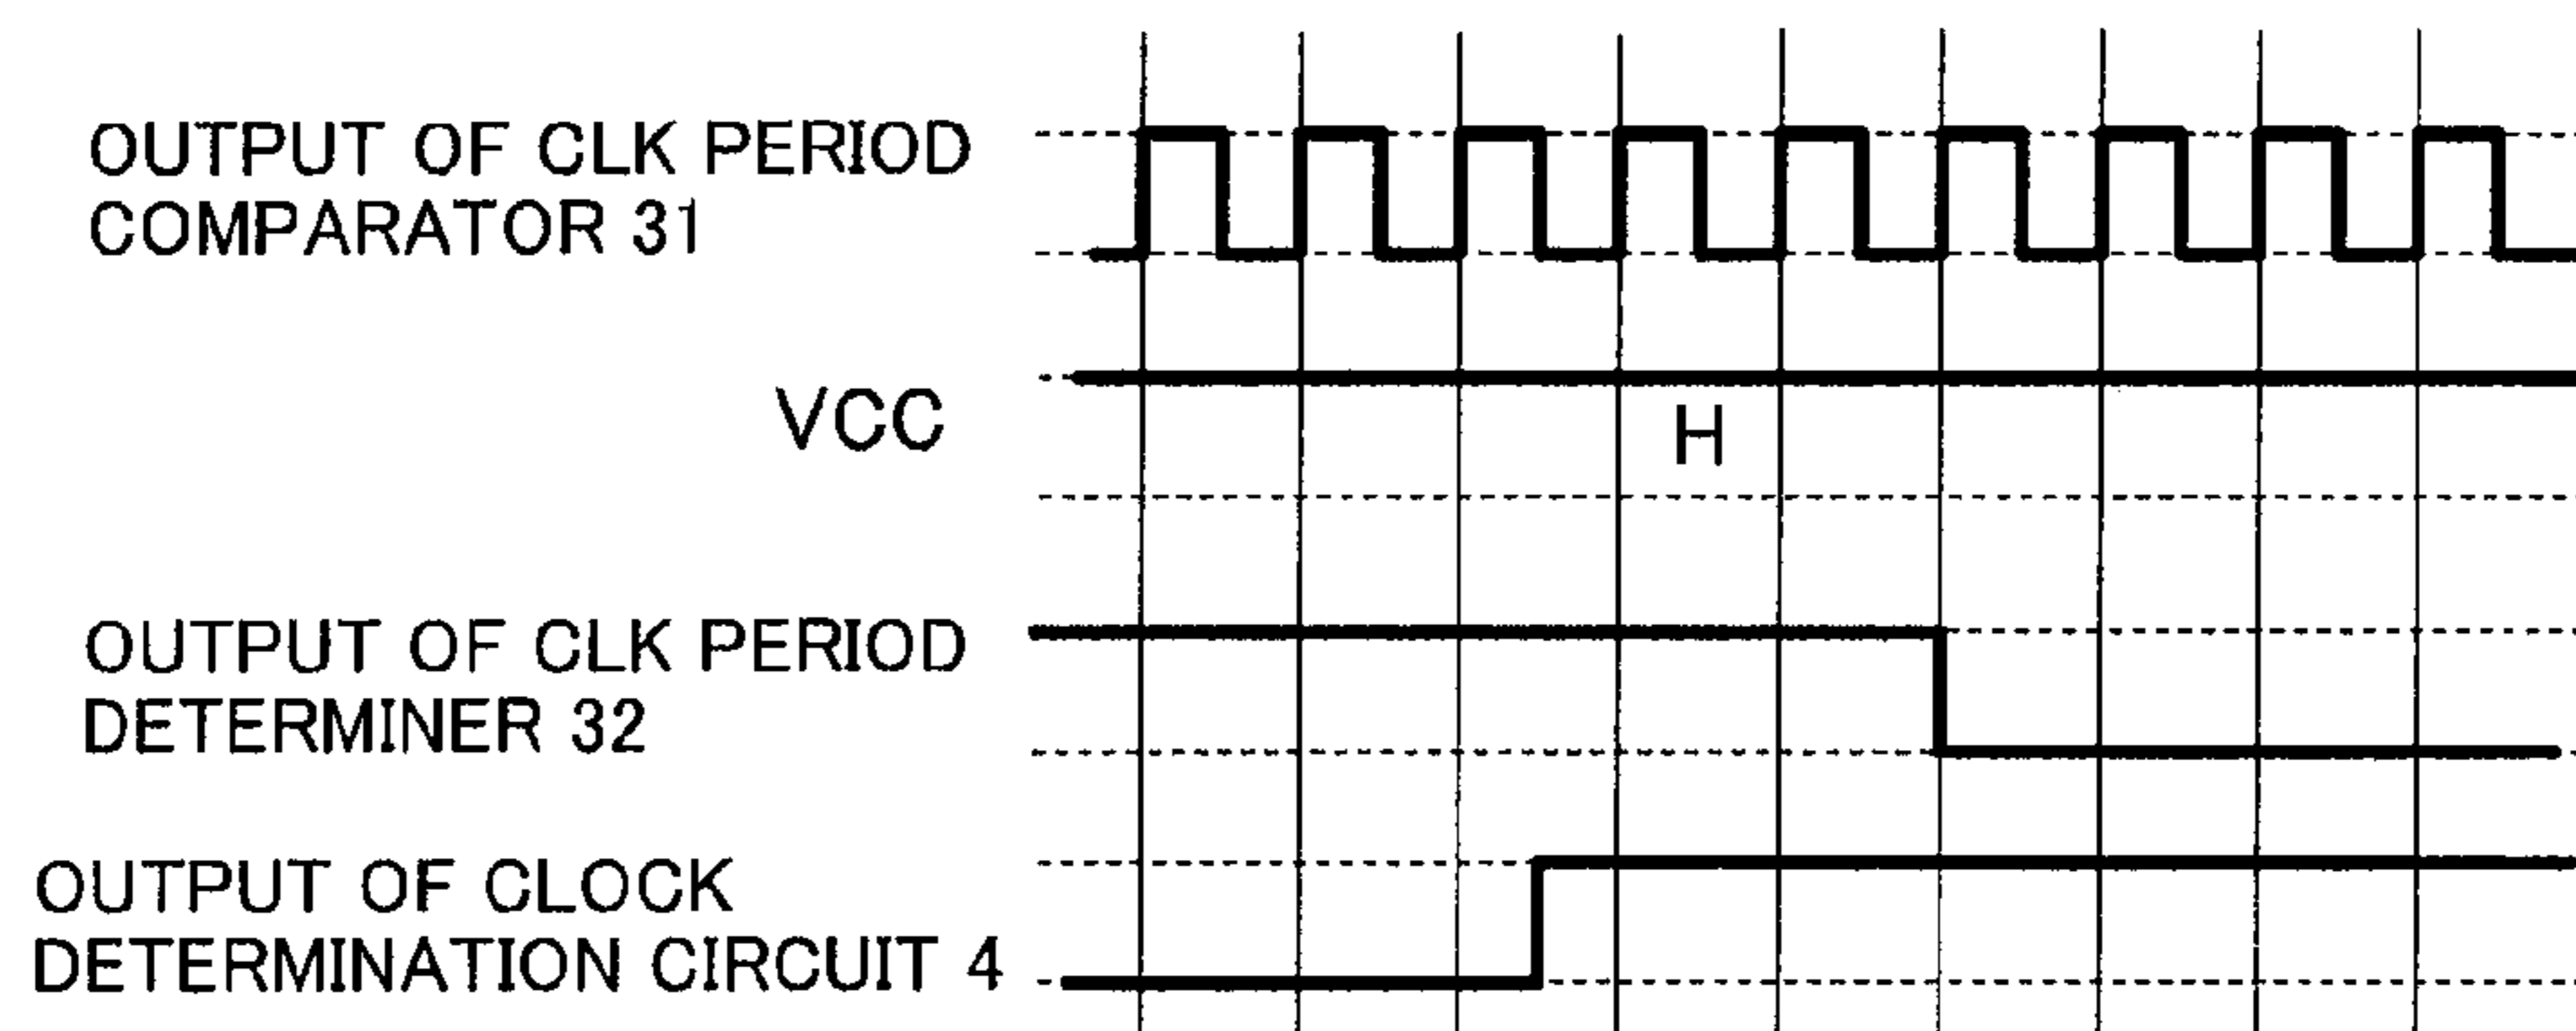 OUTPUT OF CLK PERIOD
COMPARATOR 31
VCC
H
OUTPUT OF CLK PERIOD
DETERMINER 32
OUTPUT OF CLOCK
DETERMINATION CIRCUIT 4